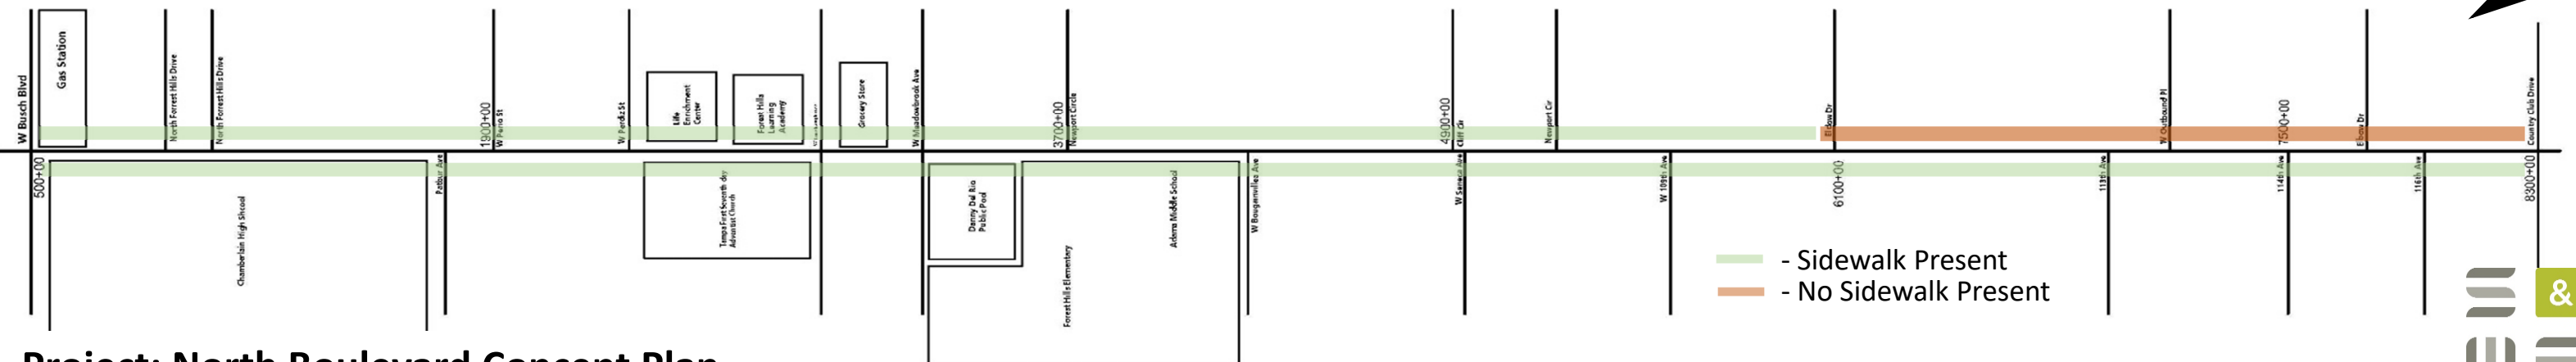 W Busch Blvd
Gas Station
North Forrest Hills Drive
North Forrest Hills Drive
1900+00
W Patio St
W Perdiz St
Life
Enrichment
Center
Forest Hills
Learning
Academy
Grocery Store
W Meadowbrook Ave
3700+00
Newport Circle
4900+00
Cliff Cir
Newport Cir
Elbow Dr
W Outbound Pl
7500+00
Elbow Dr
Country Club Drive
500+00
Chamberlain High Shcool
Patbur Ave
Tampa First Seventh day
Adventist Church
Danny Del Rio
Public Pool
Forest Hills Elementary
Adams Middle School
W Bougainvillea Ave
W Seneca Ave
W 109th Ave
6100+00
113th Ave
114th Ave
116th Ave
8300+00
- Sidewalk Present
- No Sidewalk Present
&
Project: North Boulevard Concept Plan